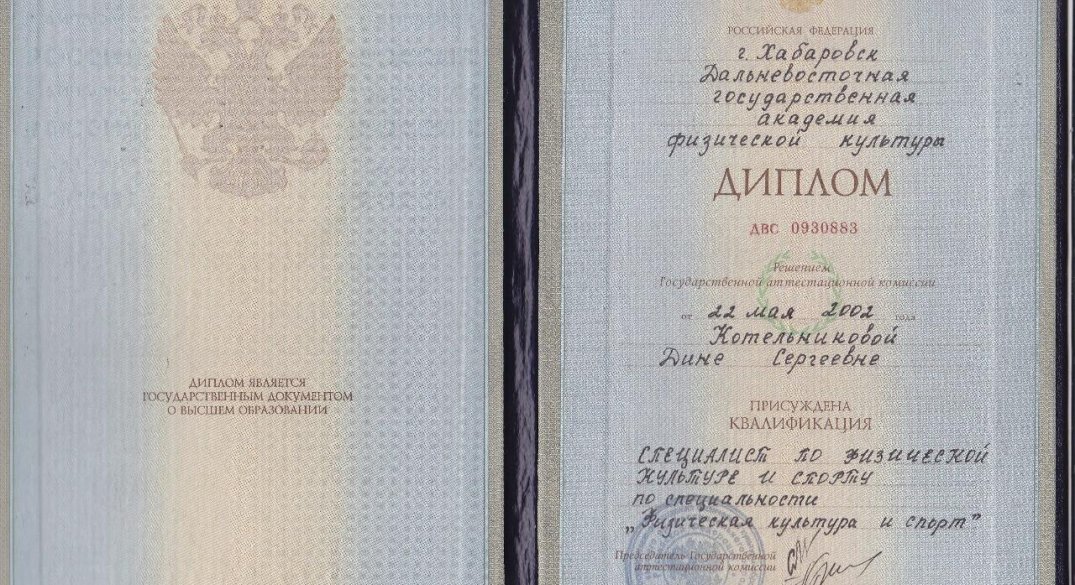 ДИПЛОМ ЯВЛЯЕТСЯ
ГОСУДАРСТВЕННЫМ ДОКУМЕНТОМ
О ВЫСШЕМ ОБРАЗОВАНИИ
РОССИЙСКАЯ ФЕДЕРАЦИЯ
г. Хабаровск
Дальневосточная
государственная
академия
физической культуры
ДИПЛОМ
ДВС 0930883
Решением
Государственной аттестационной комиссии
от 22 мая 2002 года
Котельниковой
Дине Сергеевне
ПРИСУЖДЕНА
КВАЛИФИКАЦИЯ
СПЕЦИАЛИСТ ПО ФИЗИЧЕСКОЙ
КУЛЬТУРЕ И СПОРТУ
по специальности
„Физическая культура и спорт"
Председатель Государственной
аттестационной комиссии